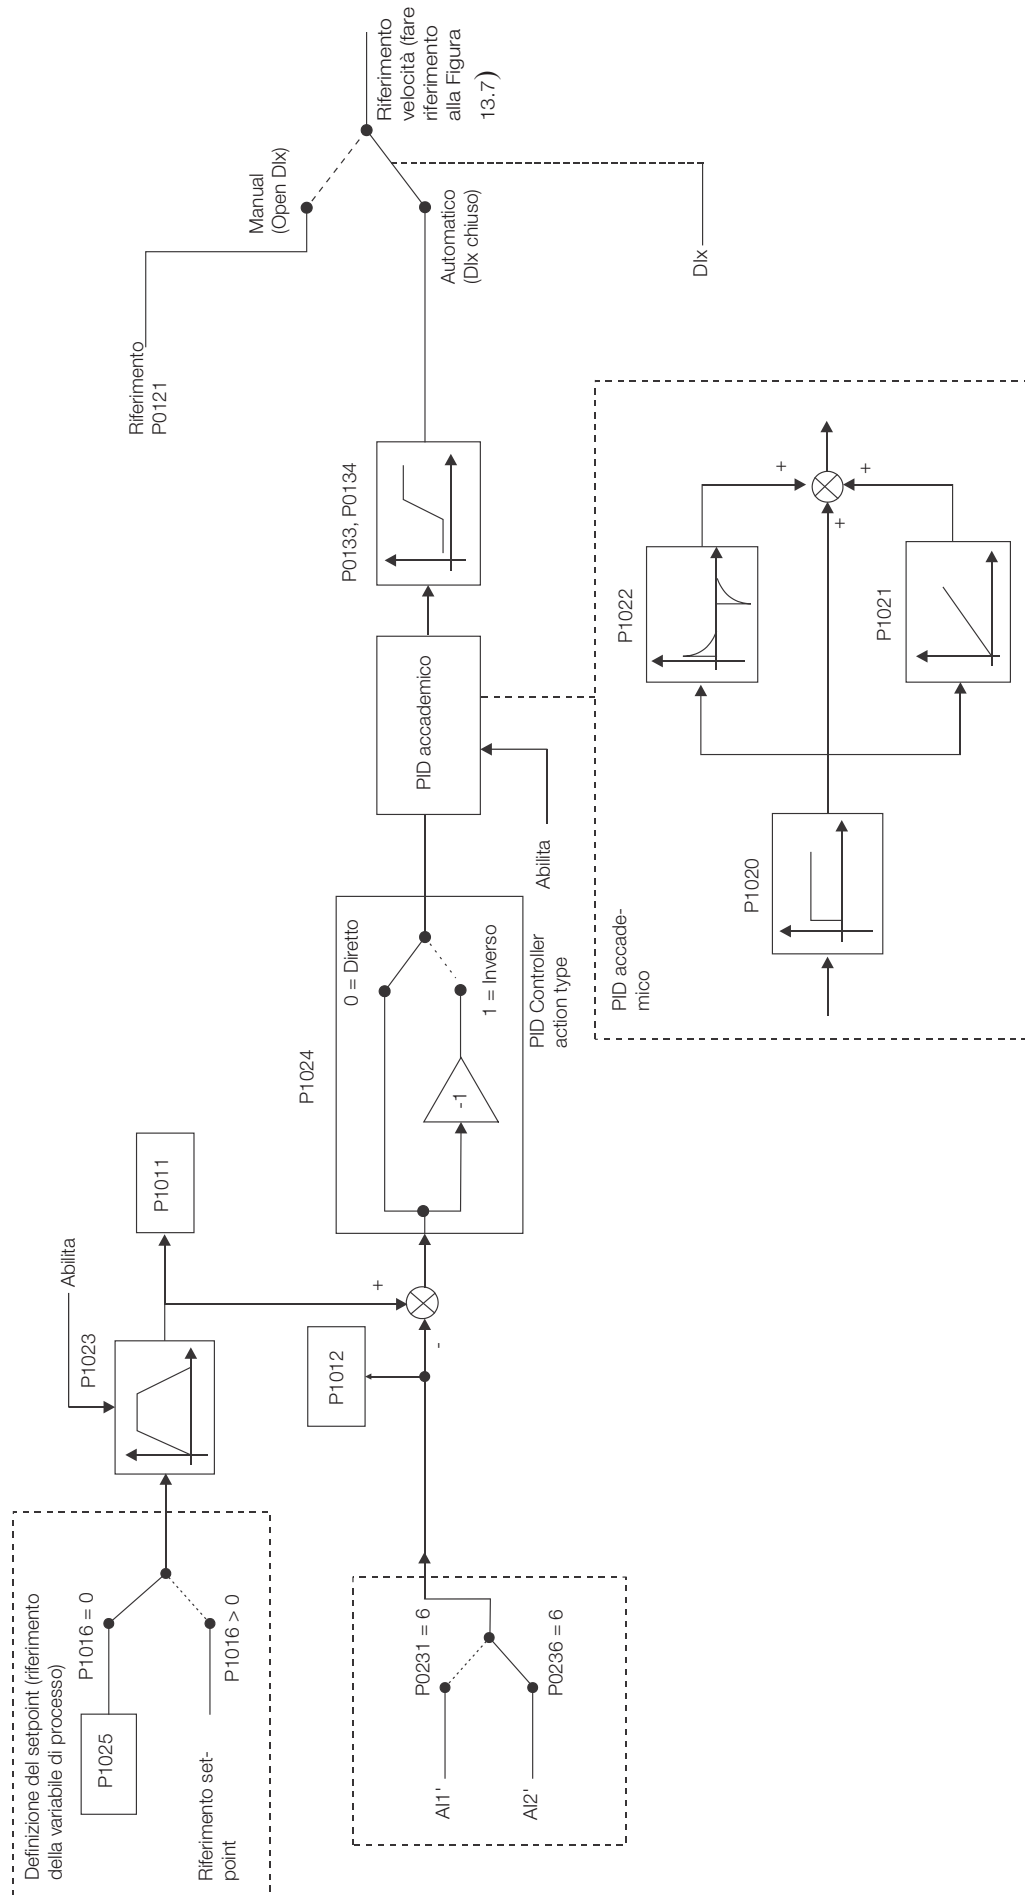 Definizione del setpoint (riferimento
della variabile di processo)
P1025
P1016 = 0
P1016 > 0
Riferimento set-
point
Abilita
P1023
P1011
AI1'
AI2'
P0231 = 6
P0236 = 6
P1012
+
-
P1024
0 = Diretto
-1
1 = Inverso
PID Controller
action type
Abilita
PID accademico
P0133, P0134
Riferimento
P0121
Manual
(Open DIx)
Automatico
(DIx chiuso)
DIx
Riferimento
velocità (fare
riferimento
alla Figura
13.7)
PID accade-
mico
P1020
P1022
P1021
+
+
+